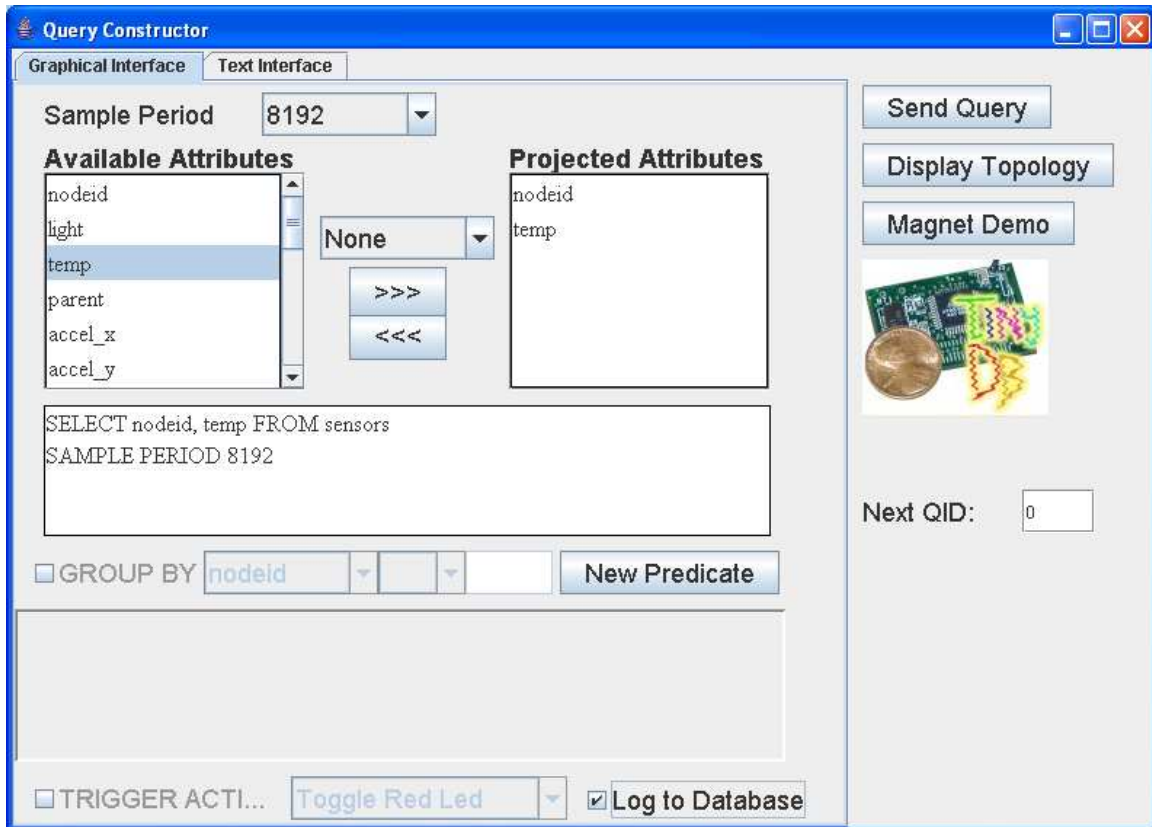 Query Constructor
Graphical Interface Text Interface
Sample Period 8192
Send Query
Display Topology
Magnet Demo
Available Attributes
nodeid
light
temp
parent
accel_x
accel_y
None
>>>
<<<
Projected Attributes
nodeid
temp
SELECT nodeid, temp FROM sensors
SAMPLE PERIOD 8192
Next QID: 0
GROUP BY nodeid New Predicate
TRIGGER ACTI... Toggle Red Led Log to Database